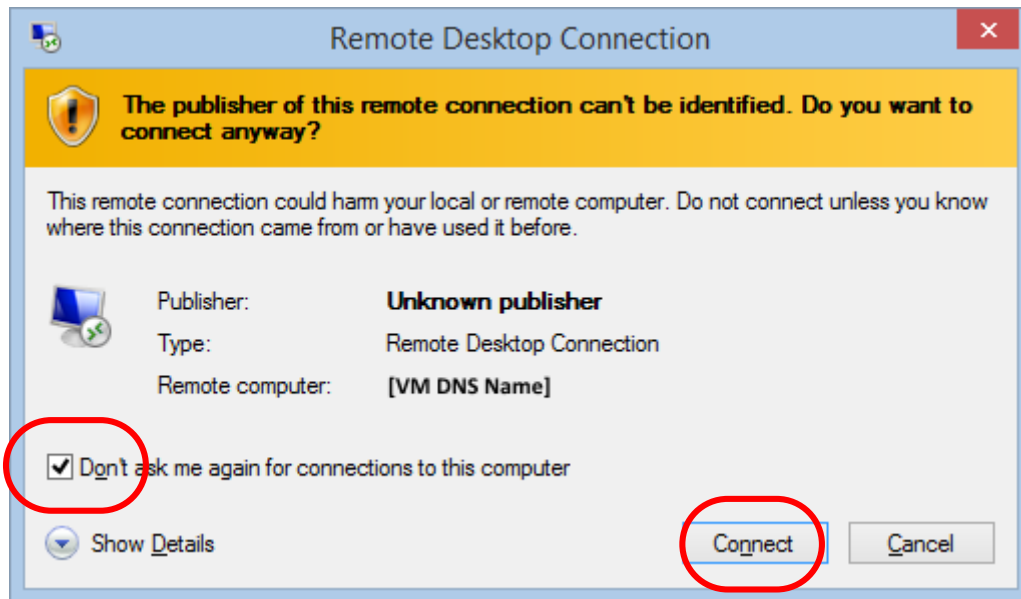 Remote Desktop Connection
The publisher of this remote connection can't be identified. Do you want to
connect anyway?
This remote connection could harm your local or remote computer. Do not connect unless you know
where this connection came from or have used it before.
Publisher: Unknown publisher
Type: Remote Desktop Connection
Remote computer: [VM DNS Name]
Don't ask me again for connections to this computer
Show Details Connect Cancel